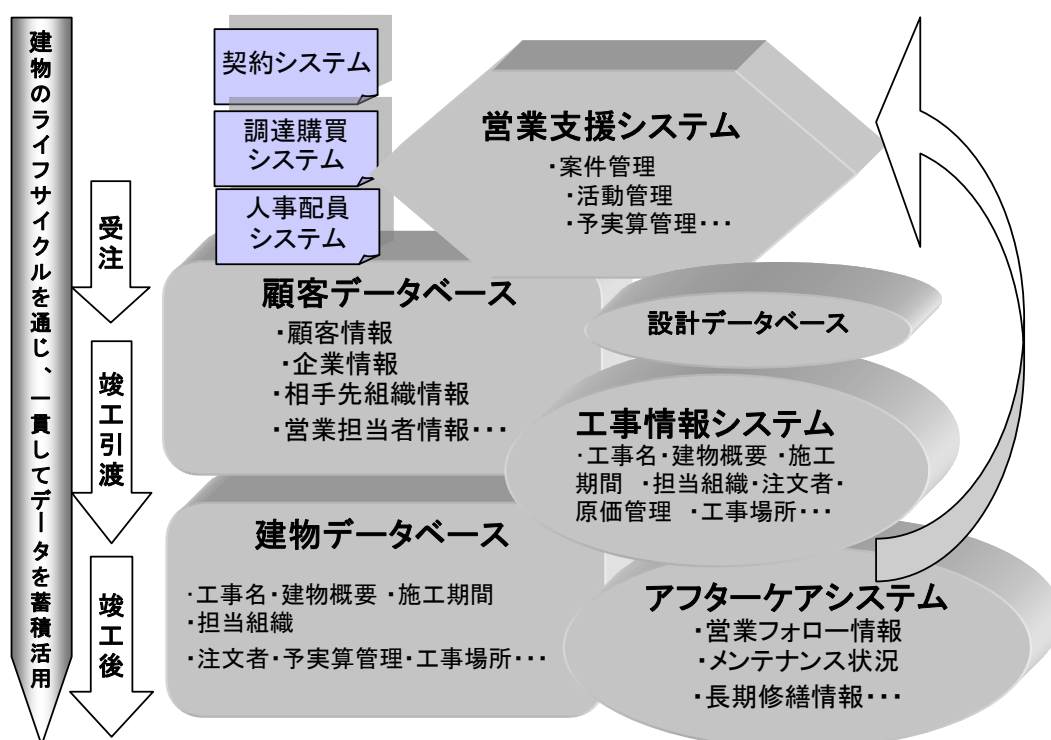 建物のライフサイクルを通じ、一貫してデータを蓄積活用
受注
竣工引渡
竣工後
契約システム
調達購買
システム
人事配員
システム
営業支援システム
・案件管理
・活動管理
・予実算管理・・・
顧客データベース
・顧客情報
・企業情報
・相手先組織情報
・営業担当者情報・・・
設計データベース
工事情報システム
・工事名・建物概要 ・施工
期間 ・担当組織・注文者・
原価管理 ・工事場所・・・
建物データベース
・工事名・建物概要 ・施工期間
・担当組織
・注文者・予実算管理・工事場所・・・
アフターケアシステム
・営業フォロー情報
・メンテナンス状況
・長期修繕情報・・・